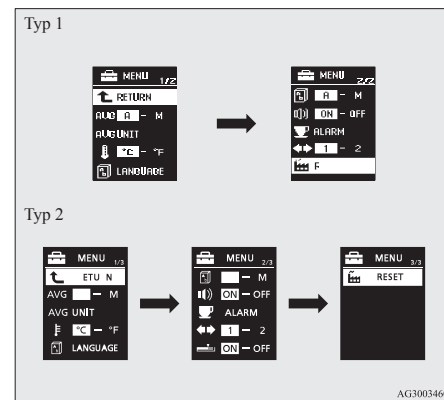 Typ 1
MENU 1/2
RETURN
AVG A - M
AVG UNIT
°C - °F
LANGUAGE
MENU 2/2
A - M
ON - OFF
ALARM
1 - 2
F
Typ 2
MENU 1/3
ETU N
AVG - M
AVG UNIT
°C - °F
LANGUAGE
MENU 2/3
- M
ON - OFF
ALARM
1 - 2
ON - OFF
MENU 3/3
RESET
AG300346